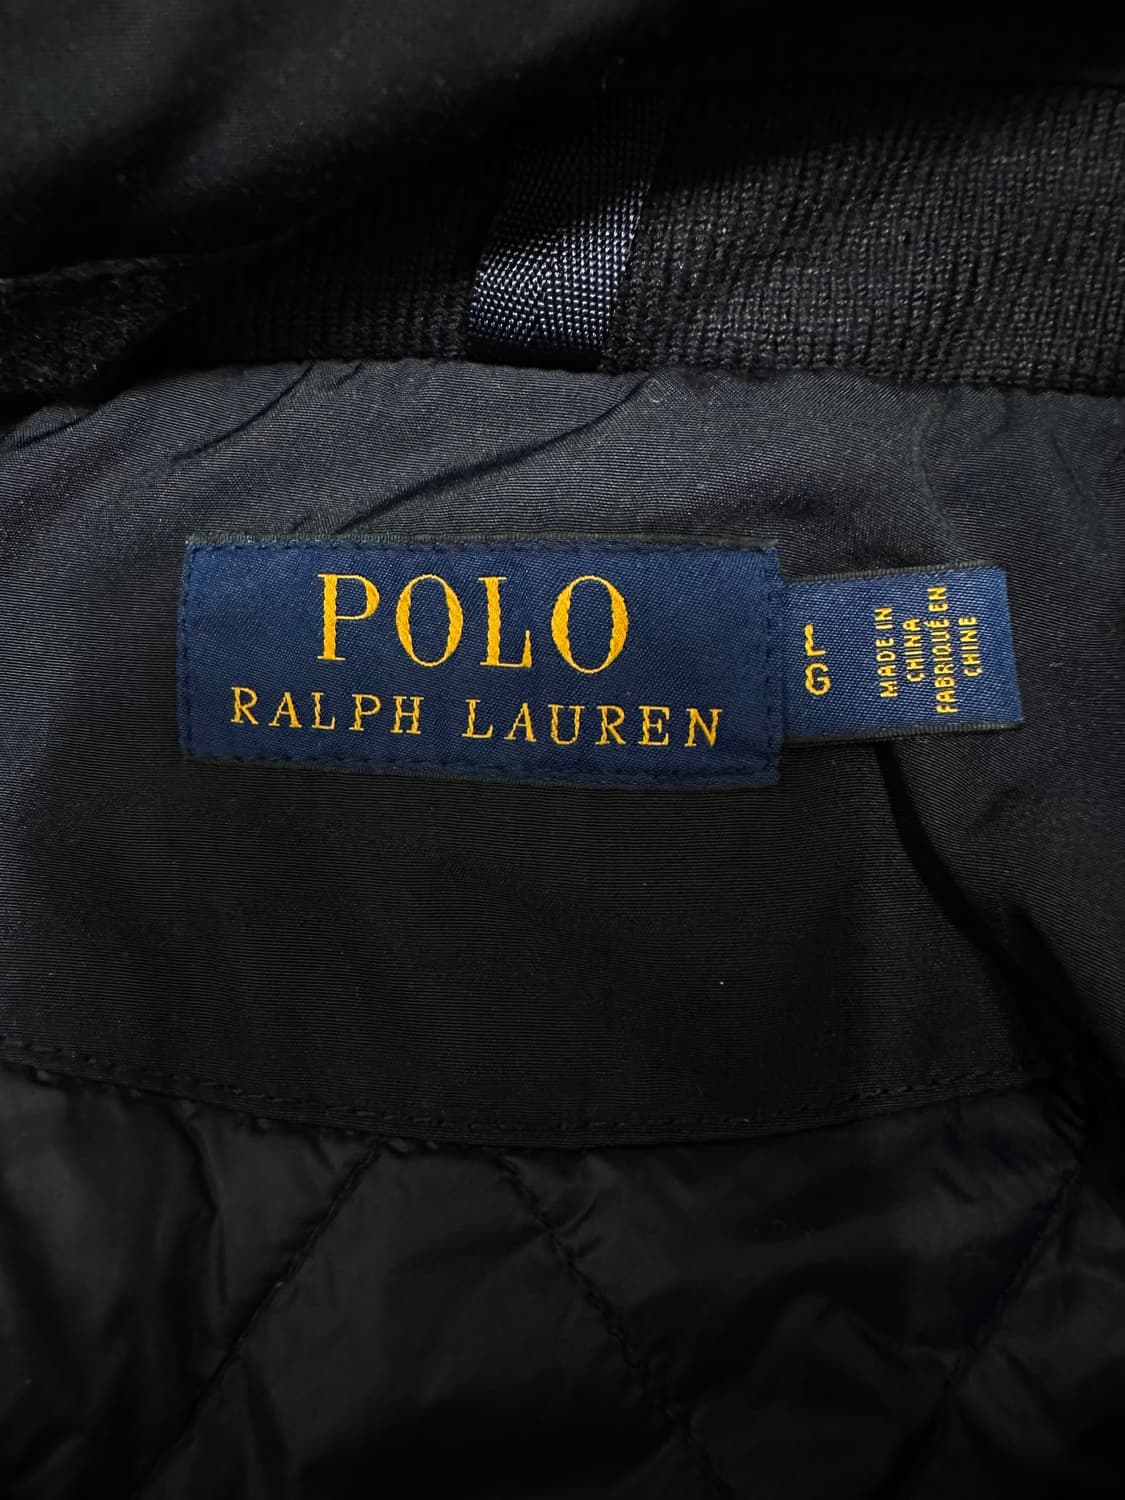 POLO
RALPH LAUREN
L
G
MADE IN
CHINA
FABRIQUÉ EN
CHINE